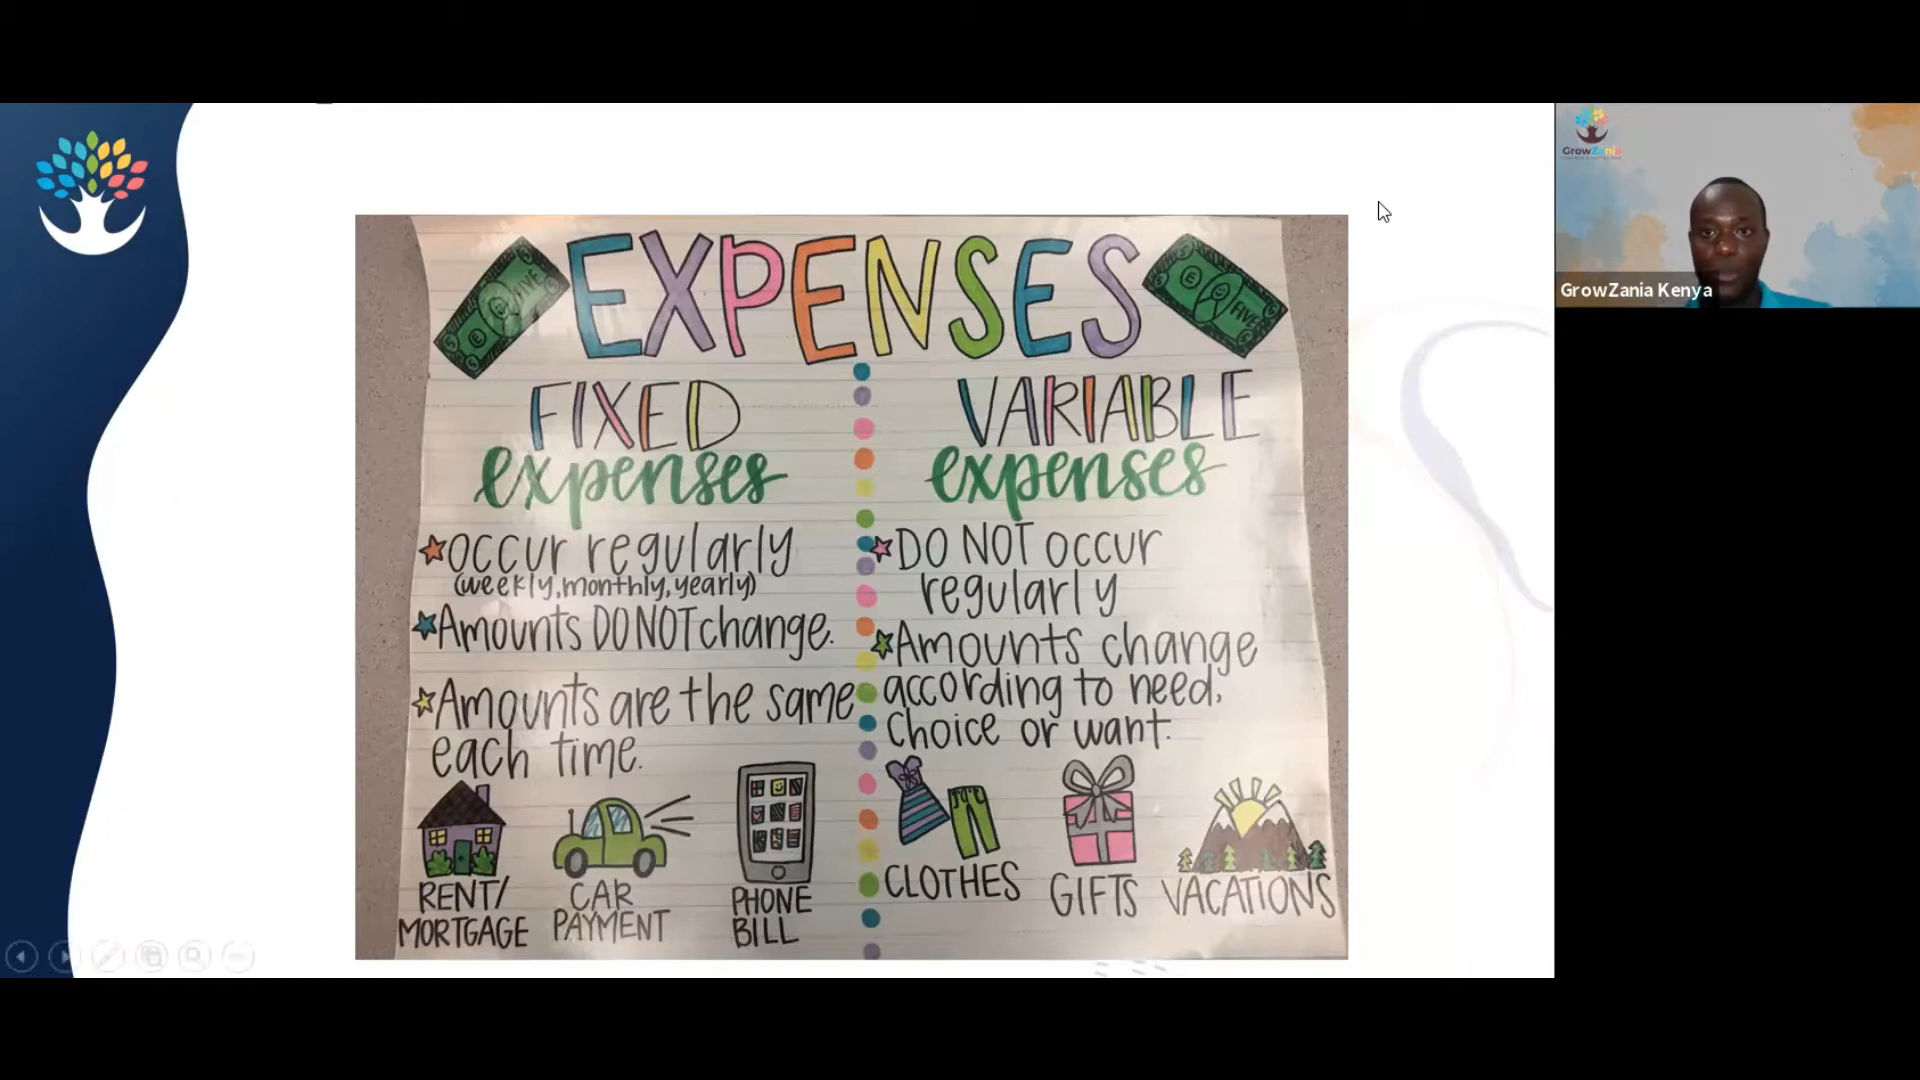 EXPENSES
FIVE
FIVE
FIXED
expenses
occur regularly
(weekly, monthly, yearly)
Amounts DO NOT change.
Amounts are the same
each time.
RENT/
MORTGAGE
CAR
PAYMENT
PHONE
BILL
VARIABLE
expenses
DO NOT occur
regularly
Amounts change
according to need,
choice or want.
CLOTHES
GIFTS
VACATIONS
GrowZania
GrowZania Kenya